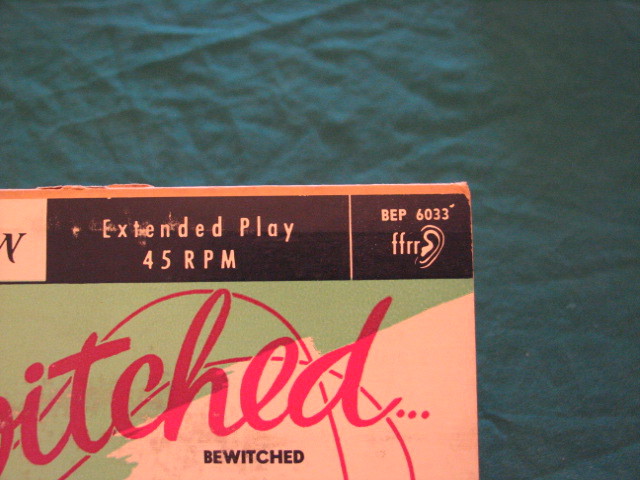 Extended Play
45 RPM
BEP 6033
ffrr
itched...
BEWITCHED